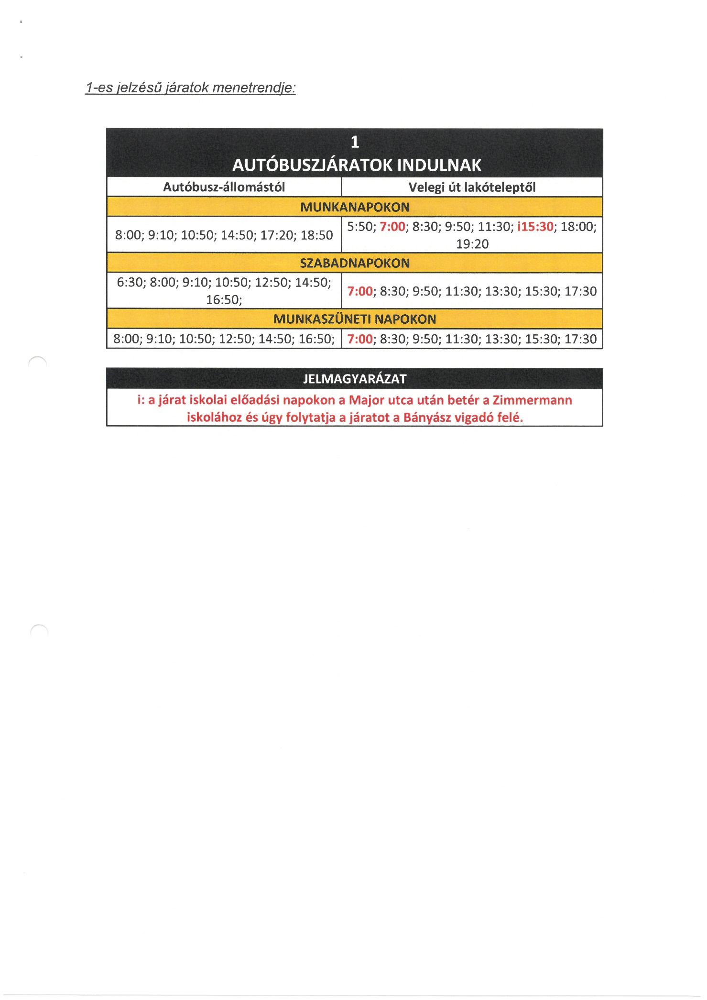 1-es jelzésű járatok menetrendje:
1
AUTÓBUSZJÁRATOK INDULNAK
Autóbusz-állomástól
Velegi út lakóteleptől
MUNKANAPOKON
8:00; 9:10; 10:50; 14:50; 17:20; 18:50
5:50; 7:00; 8:30; 9:50; 11:30; i15:30; 18:00;
19:20
SZABADNAPOKON
6:30; 8:00; 9:10; 10:50; 12:50; 14:50;
16:50;
7:00; 8:30; 9:50; 11:30; 13:30; 15:30; 17:30
MUNKASZÜNETI NAPOKON
8:00; 9:10; 10:50; 12:50; 14:50; 16:50;
7:00; 8:30; 9:50; 11:30; 13:30; 15:30; 17:30
JELMAGYARÁZAT
i: a járat iskolai előadási napokon a Major utca után betér a Zimmermann
iskolához és úgy folytatja a járatot a Bányász vigadó felé.